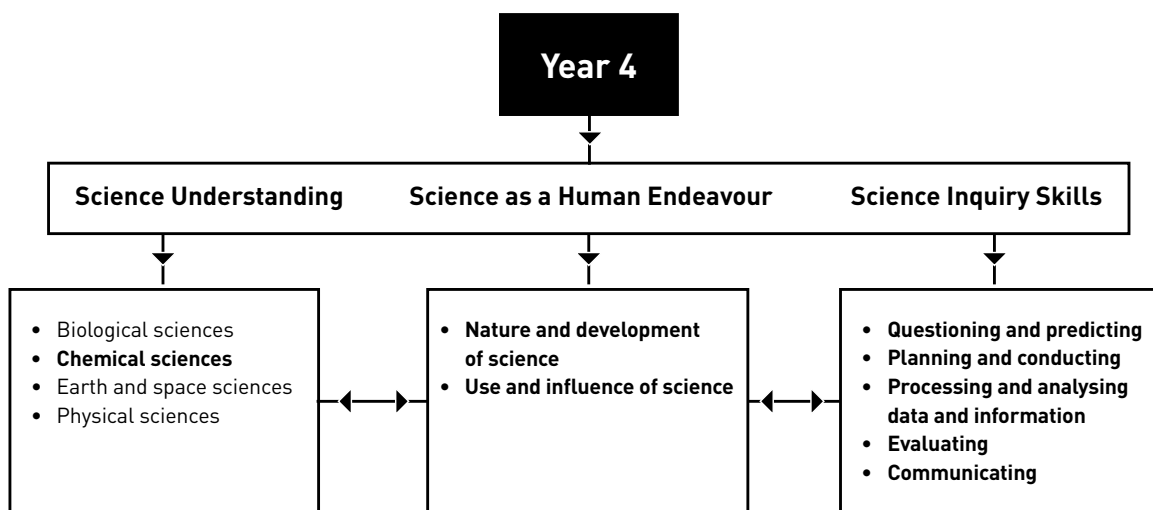 Year 4
Science Understanding
Science as a Human Endeavour
Science Inquiry Skills
• Biological sciences
• Chemical sciences
• Earth and space sciences
• Physical sciences
• Nature and development
of science
• Use and influence of science
• Questioning and predicting
• Planning and conducting
• Processing and analysing
data and information
• Evaluating
• Communicating